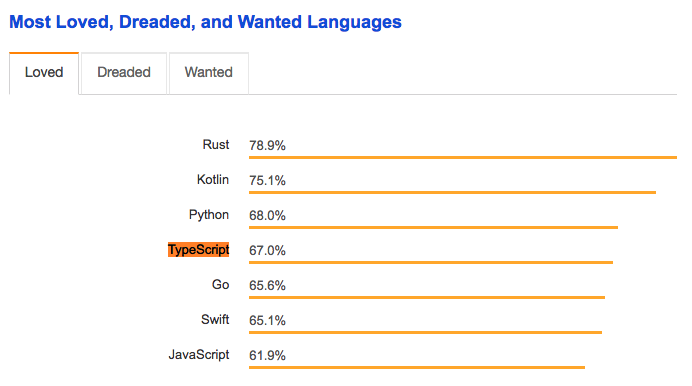 Most Loved, Dreaded, and Wanted Languages
Loved Dreaded Wanted
Rust 78.9%
Kotlin 75.1%
Python 68.0%
TypeScript 67.0%
Go 65.6%
Swift 65.1%
JavaScript 61.9%